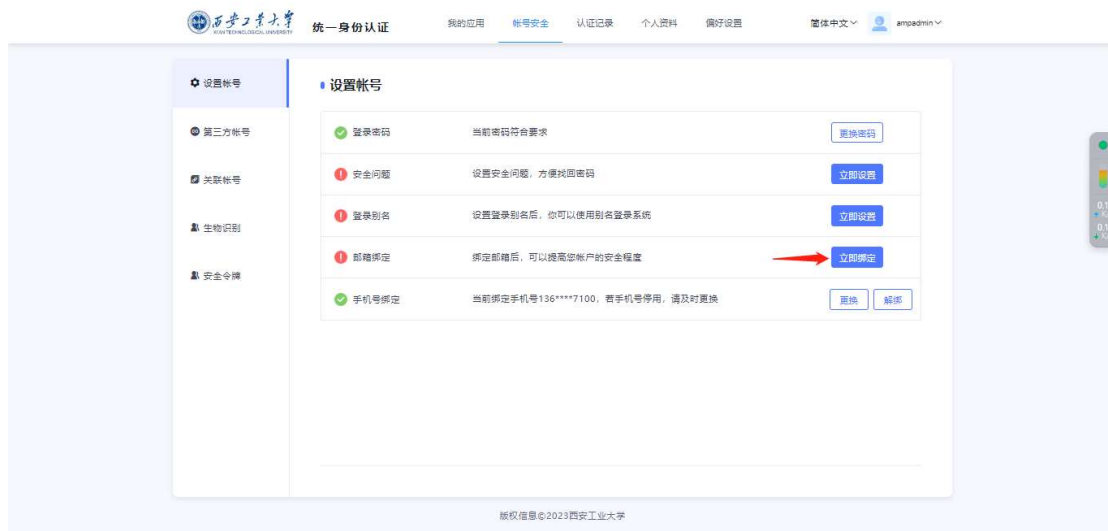 西安工业大学
XI'AN TECHNOLOGICAL UNIVERSITY
统一身份认证
我的应用 帐号安全 认证记录 个人资料 偏好设置
简体中文 ampadmin
设置帐号
第三方帐号
关联帐号
生物识别
安全令牌
设置帐号
登录密码 当前密码符合要求 更换密码
安全问题 设置安全问题，方便找回密码 立即设置
登录别名 设置登录别名后，你可以使用别名登录系统 立即设置
邮箱绑定 绑定邮箱后，可以提高您帐户的安全程度 立即绑定
手机号绑定 当前绑定手机号136****7100，若手机号停用，请及时更换 更换 解绑
0.1
0.1
版权信息©2023西安工业大学